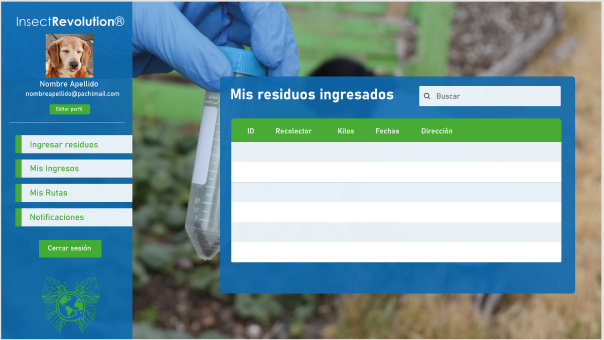 InsectRevolution®
Nombre Apellido
nombreapellido@pachimail.com
Editar perfil
Ingresar residuos
Mis Ingresos
Mis Rutas
Notificaciones
Cerrar sesión
Mis residuos ingresados
Buscar
ID Recolector Kilos Fechas Dirección